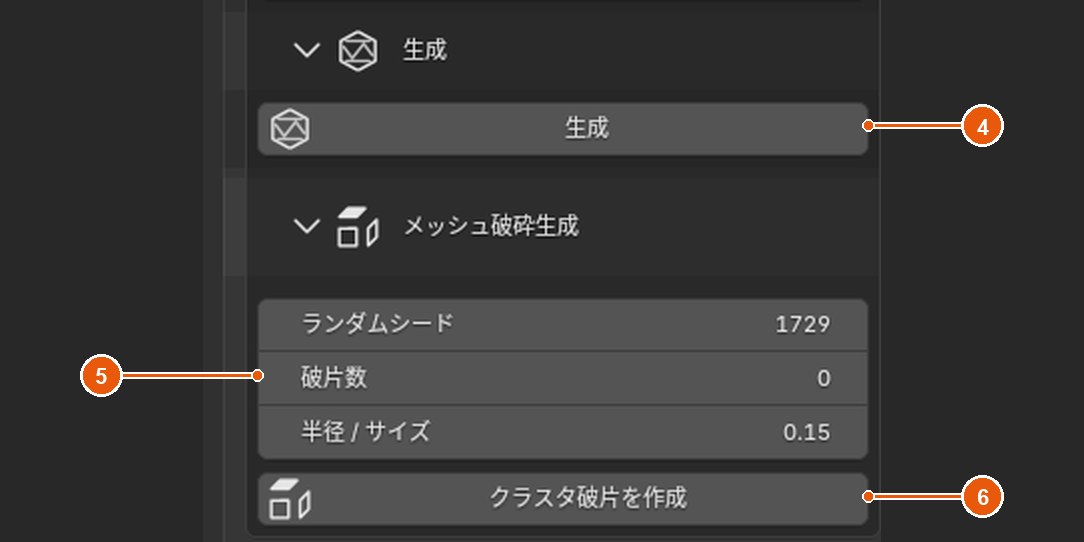 生成
生成
4
メッシュ破砕生成
ランダムシード 1729
5
破片数 0
半径 / サイズ 0.15
クラスタ破片を作成
6